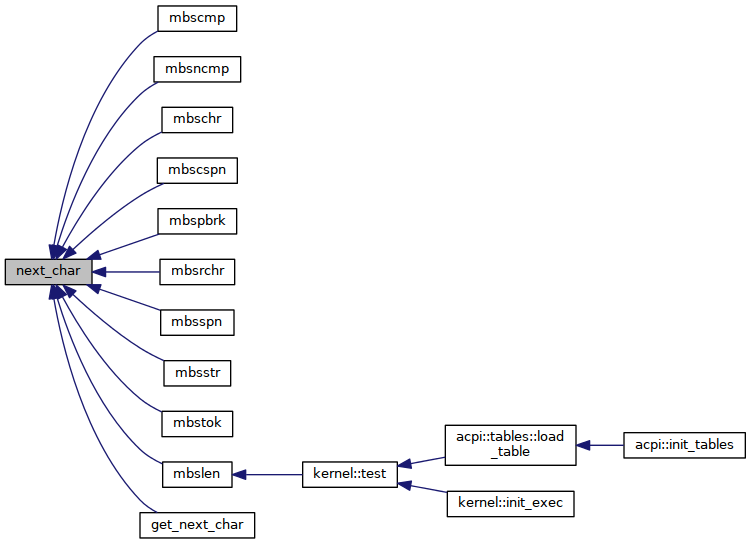 mbscmp
mbsncmp
mbschr
mbscspn
mbspbrk
next_char
mbsrchr
mbsspn
mbsstr
mbstok
mbslen
get_next_char
kernel::test
acpi::tables::load
_table
kernel::init_exec
acpi::init_tables